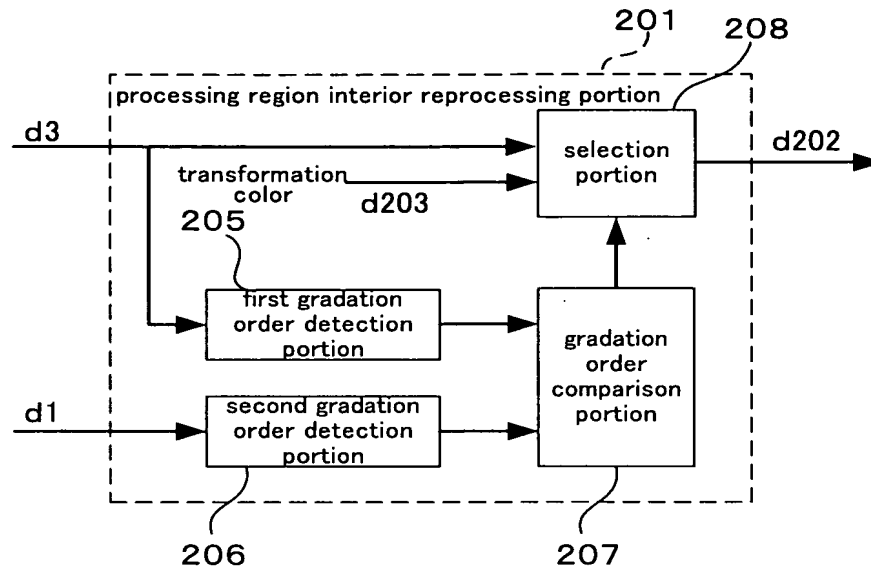 201
208
processing region interior reprocessing portion
d3
selection
portion
d202
transformation
color
d203
205
first gradation
order detection
portion
gradation
order
comparison
portion
d1
second gradation
order detection
portion
206
207